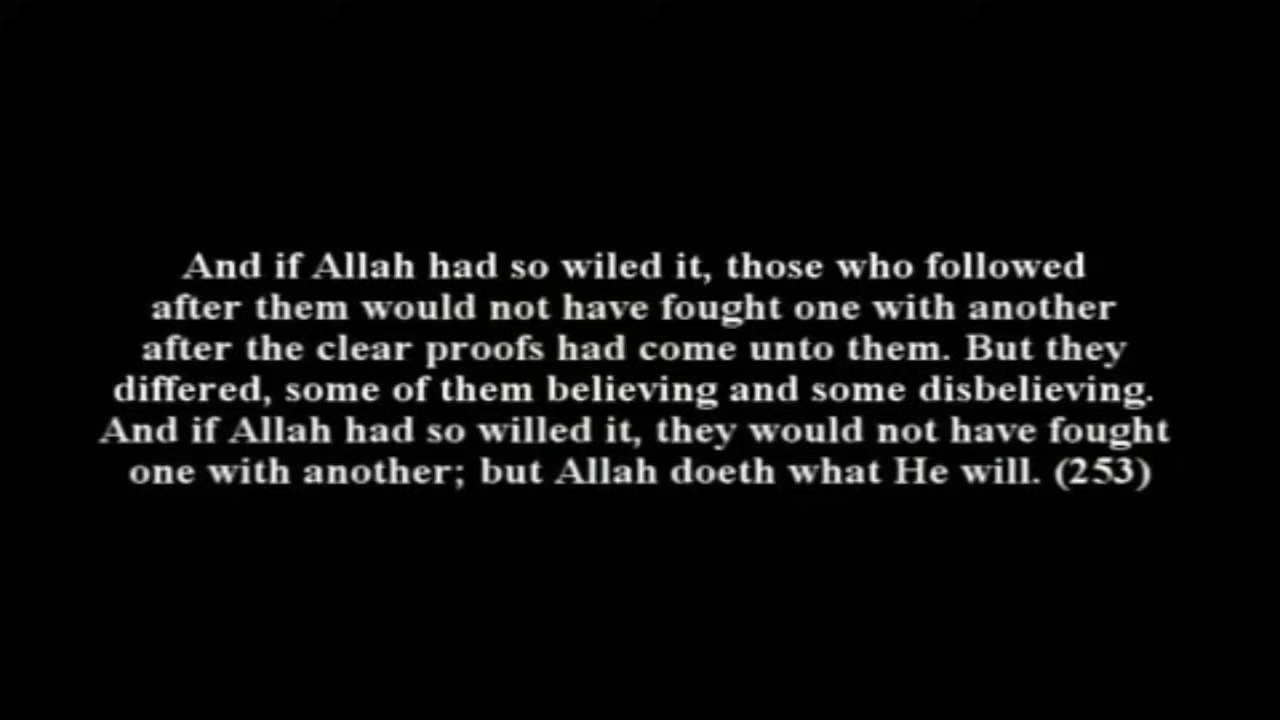 And if Allah had so wiled it, those who followed
after them would not have fought one with another
after the clear proofs had come unto them. But they
differed, some of them believing and some disbelieving.
And if Allah had so willed it, they would not have fought
one with another; but Allah doeth what He will. (253)